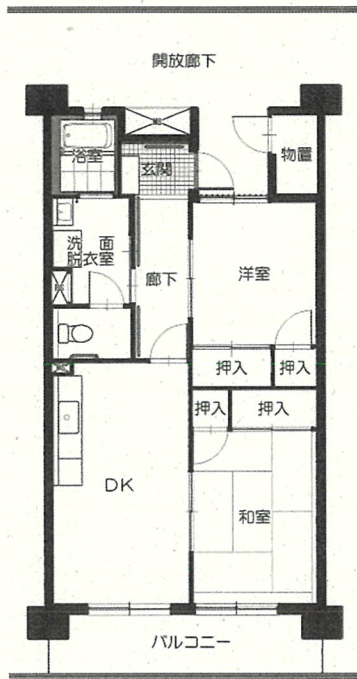 開放廊下
MB
浴室
玄関
物置
洗面
脱衣室
廊下
洋室
押入
押入
押入
押入
DK
和室
バルコニー